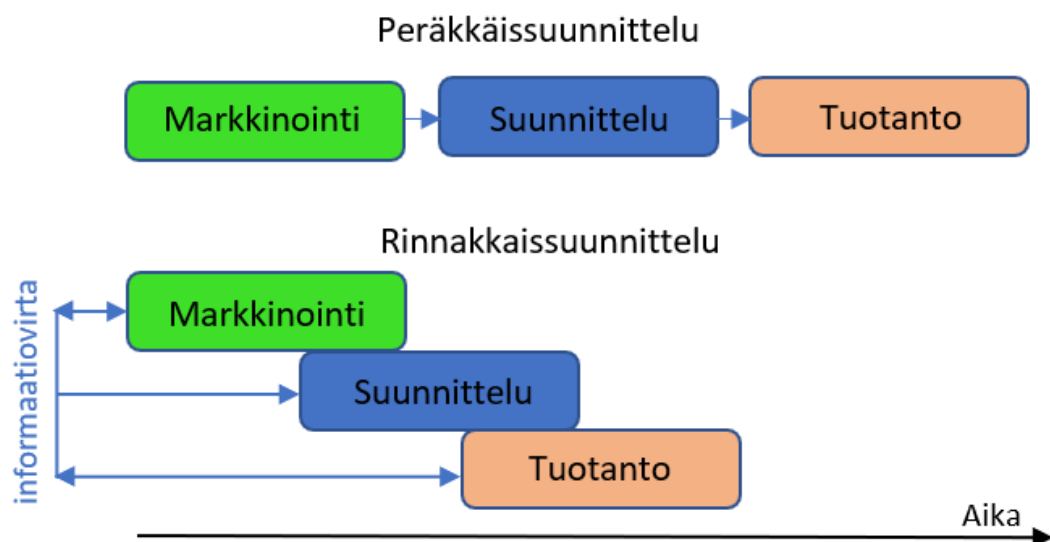 Peräkkäissuunnittelu
Markkinointi
Suunnittelu
Tuotanto
Rinnakkaissuunnittelu
informaatiovirta
Markkinointi
Suunnittelu
Tuotanto
Aika